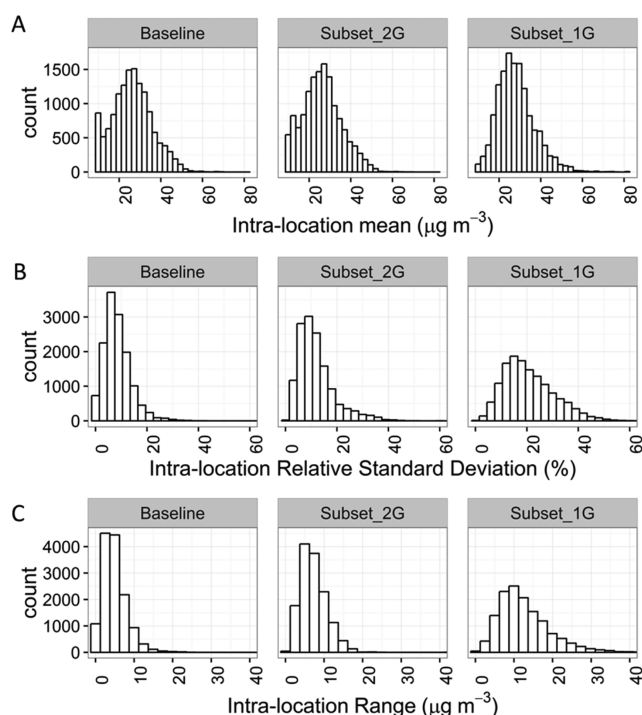 A
Baseline Subset_2G Subset_1G
1500
1000
500
0
count
20 40 60 80 20 40 60 80 20 40 60 80
Intra-location mean (μg m⁻³)
B
Baseline Subset_2G Subset_1G
3000
2000
1000
0
count
0 20 40 60 0 20 40 60 0 20 40 60
Intra-location Relative Standard Deviation (%)
C
Baseline Subset_2G Subset_1G
4000
3000
2000
1000
0
count
0 10 20 30 40 0 10 20 30 40 0 10 20 30 40
Intra-location Range (μg m⁻³)